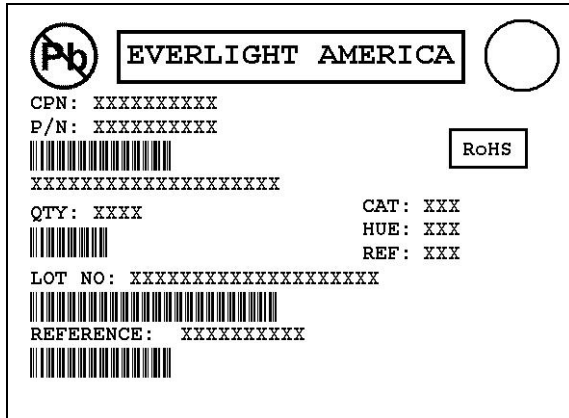 Pb
EVERLIGHT AMERICA
CPN: XXXXXXXXXX
P/N: XXXXXXXXXX
RoHS
XXXXXXXXXXXXXXXXXXXX
QTY: XXXX
CAT: XXX
HUE: XXX
REF: XXX
LOT NO: XXXXXXXXXXXXXXXXXXXX
REFERENCE: XXXXXXXXXX